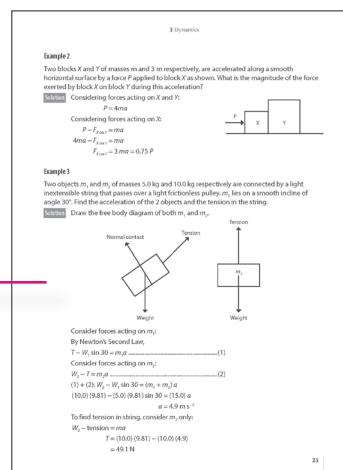 3 Dynamics
Example 2
Two blocks X and Y of masses m and 3 m respectively, are accelerated along a smooth
horizontal surface by a force P applied to block X as shown. What is the magnitude of the force
exerted by block X on block Y during this acceleration?
Solution Considering forces acting on X and Y:
P = 4ma
Considering forces acting on X:
P – F = ma
4ma – F = ma
F = 3 ma = 0.75 P
P
X
Y
Example 3
Two objects m₁ and m₂ of masses 5.0 kg and 10.0 kg respectively are connected by a light
inextensible string that passes over a light frictionless pulley. m₁ lies on a smooth incline of
angle 30°. Find the acceleration of the 2 objects and the tension in the string.
Solution Draw the free body diagram of both m₁ and m₂.
Normal contact
Tension
Tension
m₂
Weight
Weight
Consider forces acting on m₁:
By Newton's Second Law,
T – W₁ sin 30 = m₁a ........................................(1)
Consider forces acting on m₂:
W₂ – T = m₂a ........................................(2)
(1) + (2): W₂ – W₁ sin 30 = (m₁ + m₂) a
(10.0) (9.81) – (5.0) (9.81) sin 30 = (15.0) a
a = 4.9 m s⁻²
To find tension in string, consider m₂ only:
W₂ – tension = ma
T = (10.0) (9.81) – (10.0) (4.9)
= 49.1 N
23